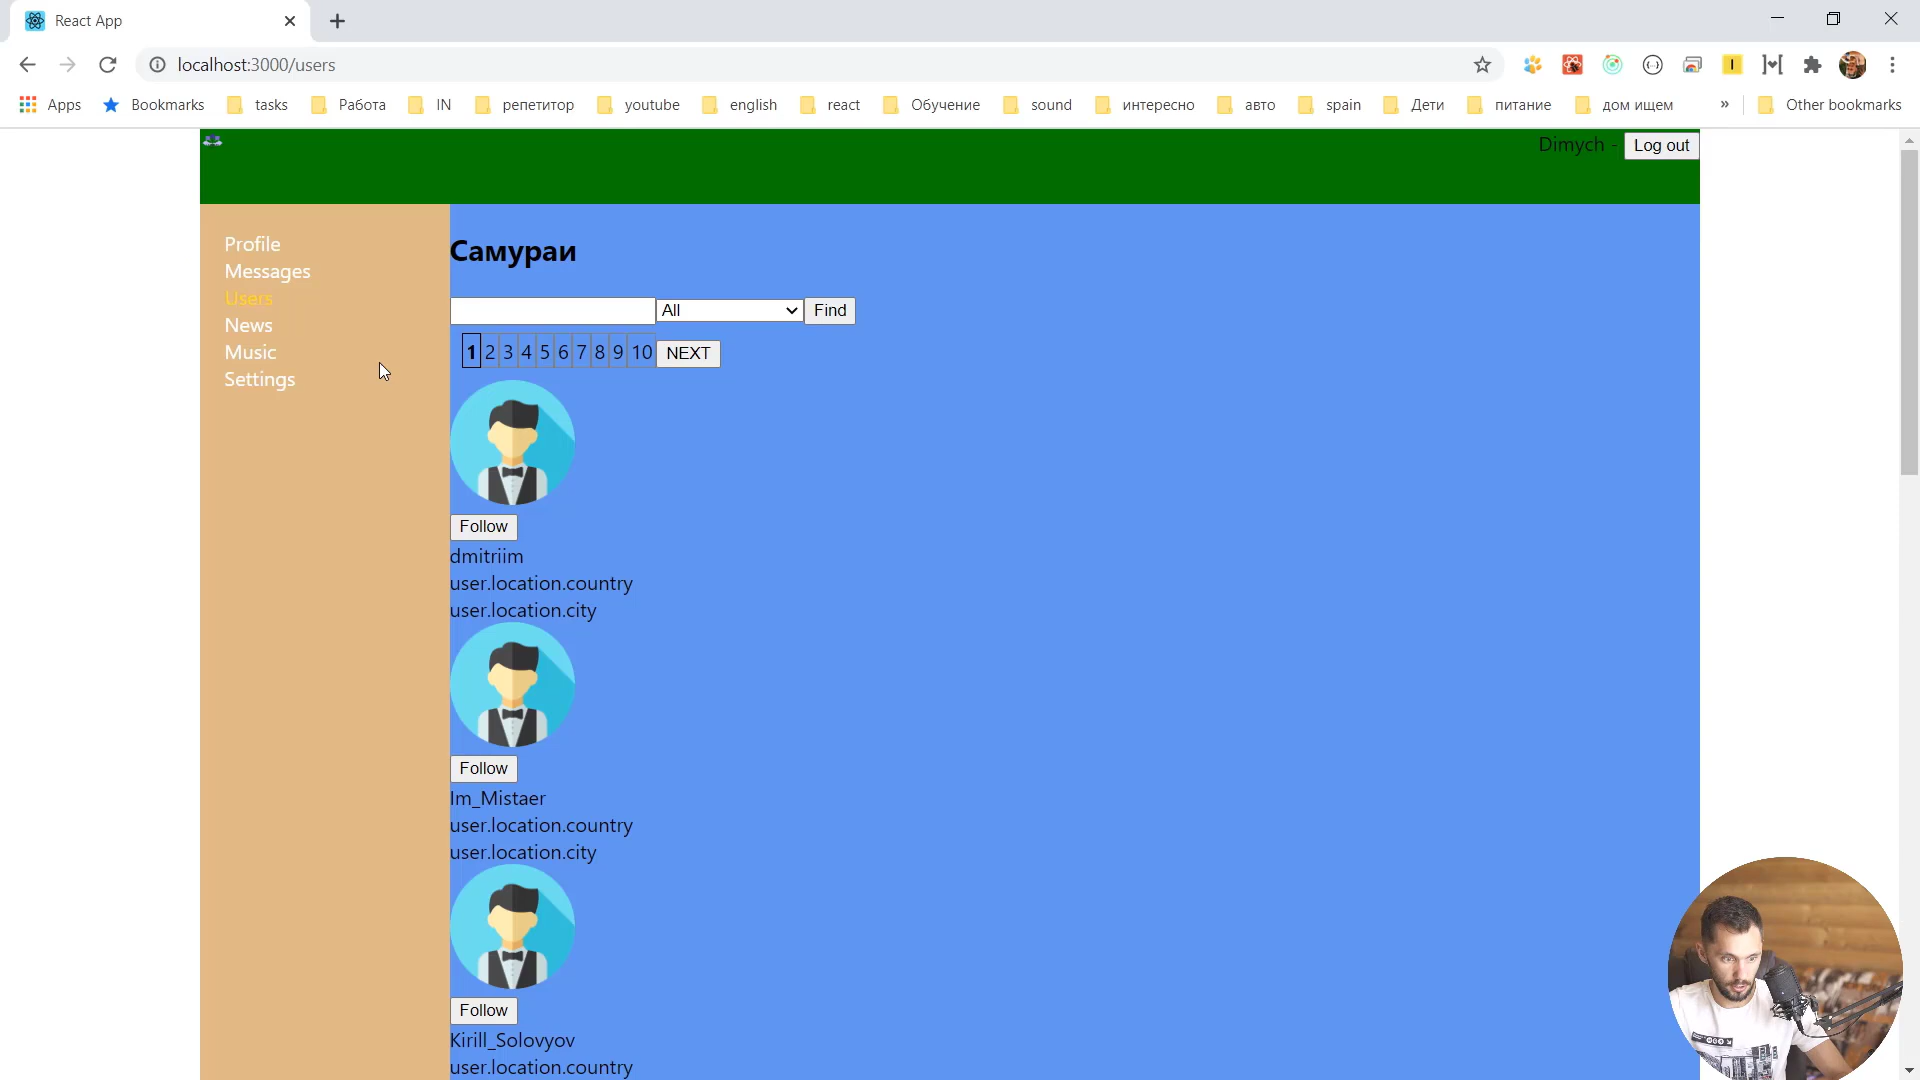 React App
localhost:3000/users
Apps Bookmarks tasks Работа IN репетитор youtube english react Обучение sound интересно авто spain Дети питание дом ищем » Other bookmarks
Dimych - Log out
Profile
Messages
Users
News
Music
Settings
Самураи
All Find
1 2 3 4 5 6 7 8 9 10 NEXT
Follow
dmitriim
user.location.country
user.location.city
Follow
Im_Mistaer
user.location.country
user.location.city
Follow
Kirill_Solovyov
user.location.country